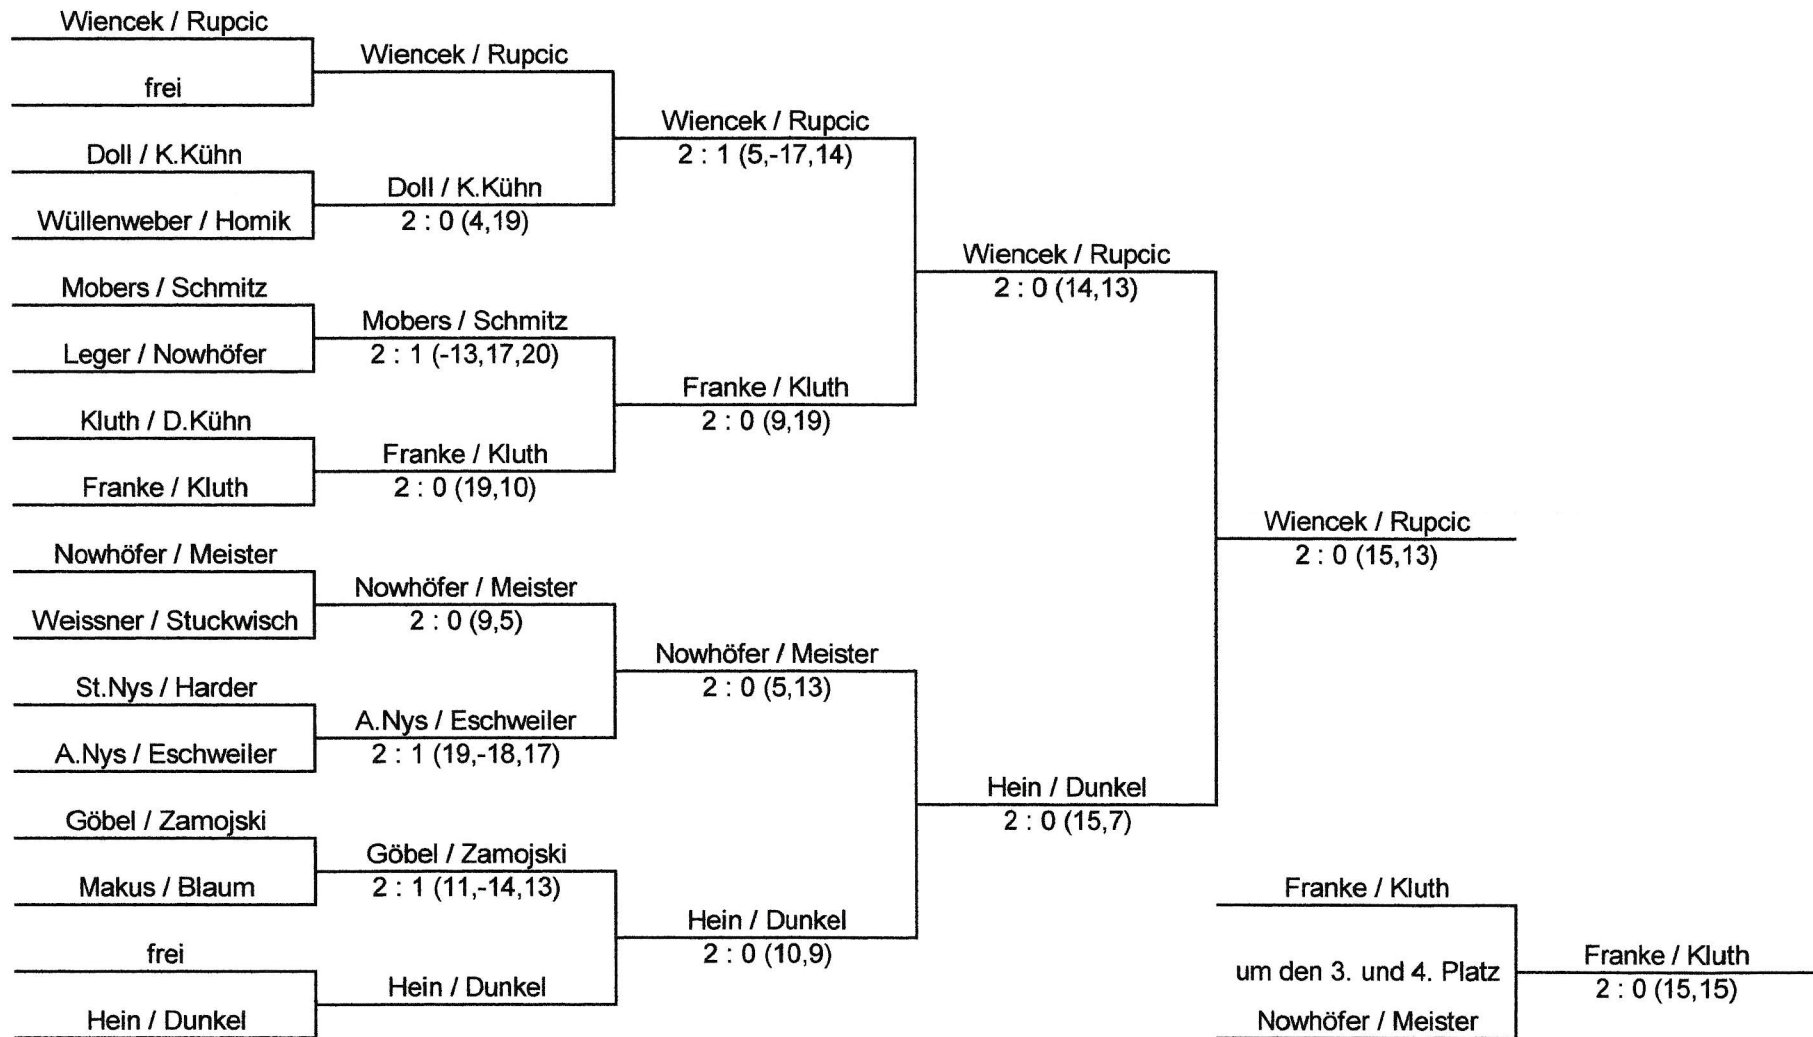 Wiencek / Rupcic
frei
Doll / K.Kühn
Wüllenweber / Homik
Mobers / Schmitz
Leger / Nowhöfer
Kluth / D.Kühn
Franke / Kluth
Nowhöfer / Meister
Weissner / Stuckwisch
St.Nys / Harder
A.Nys / Eschweiler
Göbel / Zamojski
Makus / Blaum
frei
Hein / Dunkel
Wiencek / Rupcic
Doll / K.Kühn
2 : 0 (4,19)
Mobers / Schmitz
2 : 1 (-13,17,20)
Franke / Kluth
2 : 0 (19,10)
Nowhöfer / Meister
2 : 0 (9,5)
A.Nys / Eschweiler
2 : 1 (19,-18,17)
Göbel / Zamojski
2 : 1 (11,-14,13)
Hein / Dunkel
Wiencek / Rupcic
2 : 1 (5,-17,14)
Franke / Kluth
2 : 0 (9,19)
Nowhöfer / Meister
2 : 0 (5,13)
Hein / Dunkel
2 : 0 (10,9)
Wiencek / Rupcic
2 : 0 (14,13)
Hein / Dunkel
2 : 0 (15,7)
Wiencek / Rupcic
2 : 0 (15,13)
Franke / Kluth
um den 3. und 4. Platz
Nowhöfer / Meister
Franke / Kluth
2 : 0 (15,15)